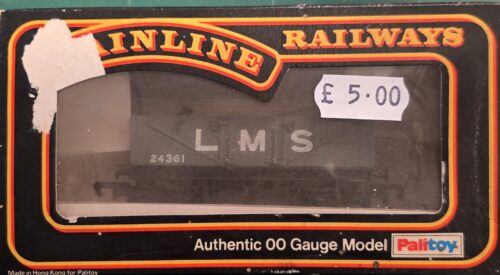 AINLINE RAILWAYS
£ 5.00
L M S
24361
Authentic 00 Gauge Model Palitoy
Made in Hong Kong for Palitoy